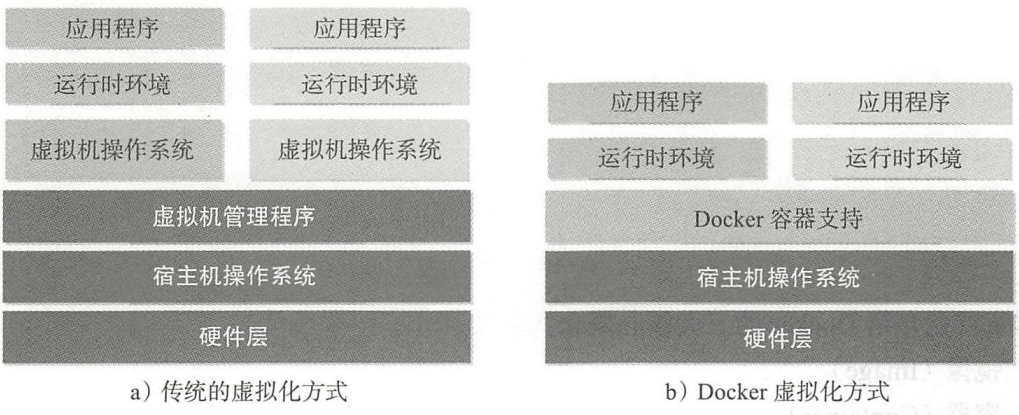 应用程序 应用程序
运行时环境 运行时环境
虚拟机操作系统 虚拟机操作系统
虚拟机管理程序
宿主机操作系统
硬件层
a）传统的虚拟化方式
应用程序 应用程序
运行时环境 运行时环境
Docker 容器支持
宿主机操作系统
硬件层
b）Docker 虚拟化方式